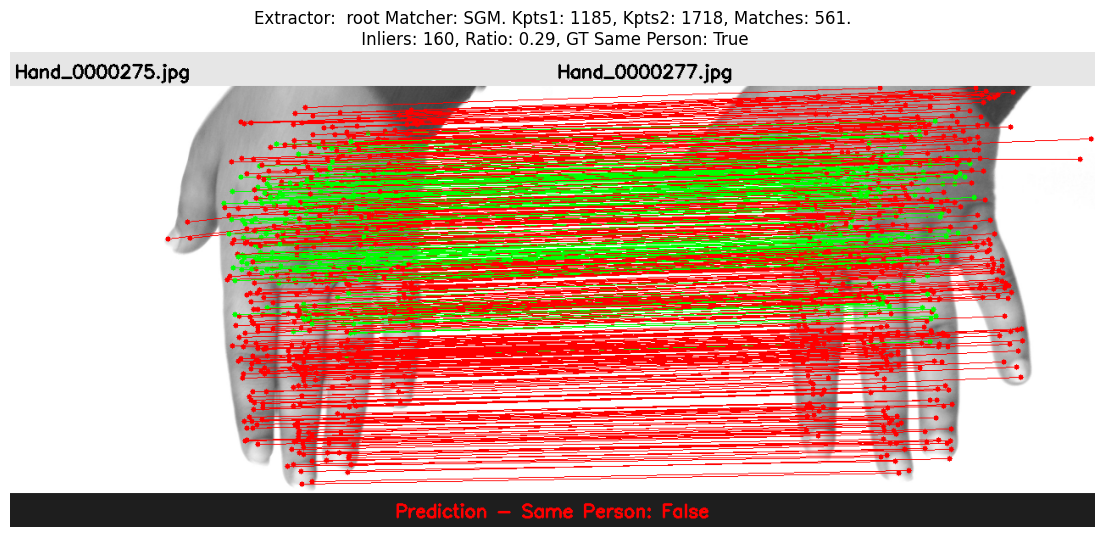 Extractor:  root Matcher: SGM. Kpts1: 1185, Kpts2: 1718, Matches: 561.
Inliers: 160, Ratio: 0.29, GT Same Person: True
Hand_0000275.jpg
Hand_0000277.jpg
Prediction - Same Person: False